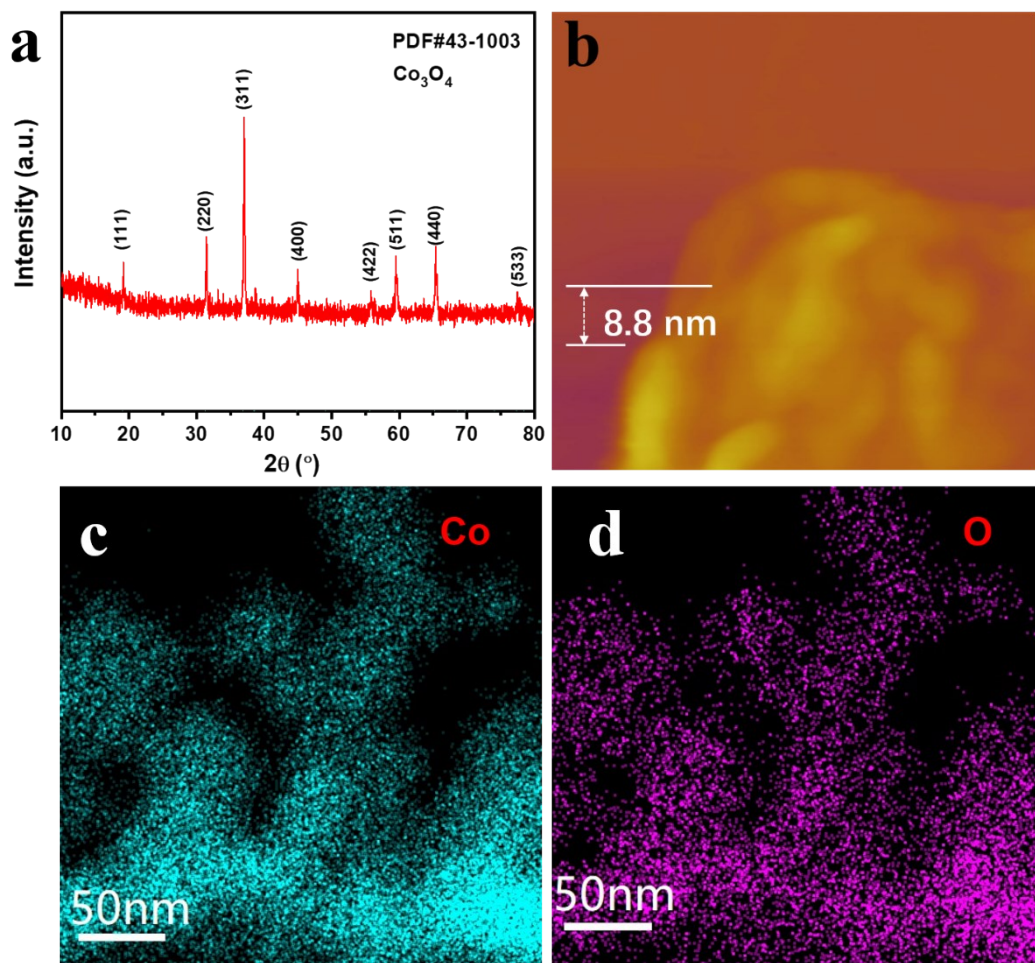 a
PDF#43-1003
Co₃O₄
Intensity (a.u.)
(111)
(220)
(311)
(400)
(422)
(511)
(440)
(533)
10 20 30 40 50 60 70 80
2θ (°)
b
8.8 nm
c
Co
50nm
d
O
50nm